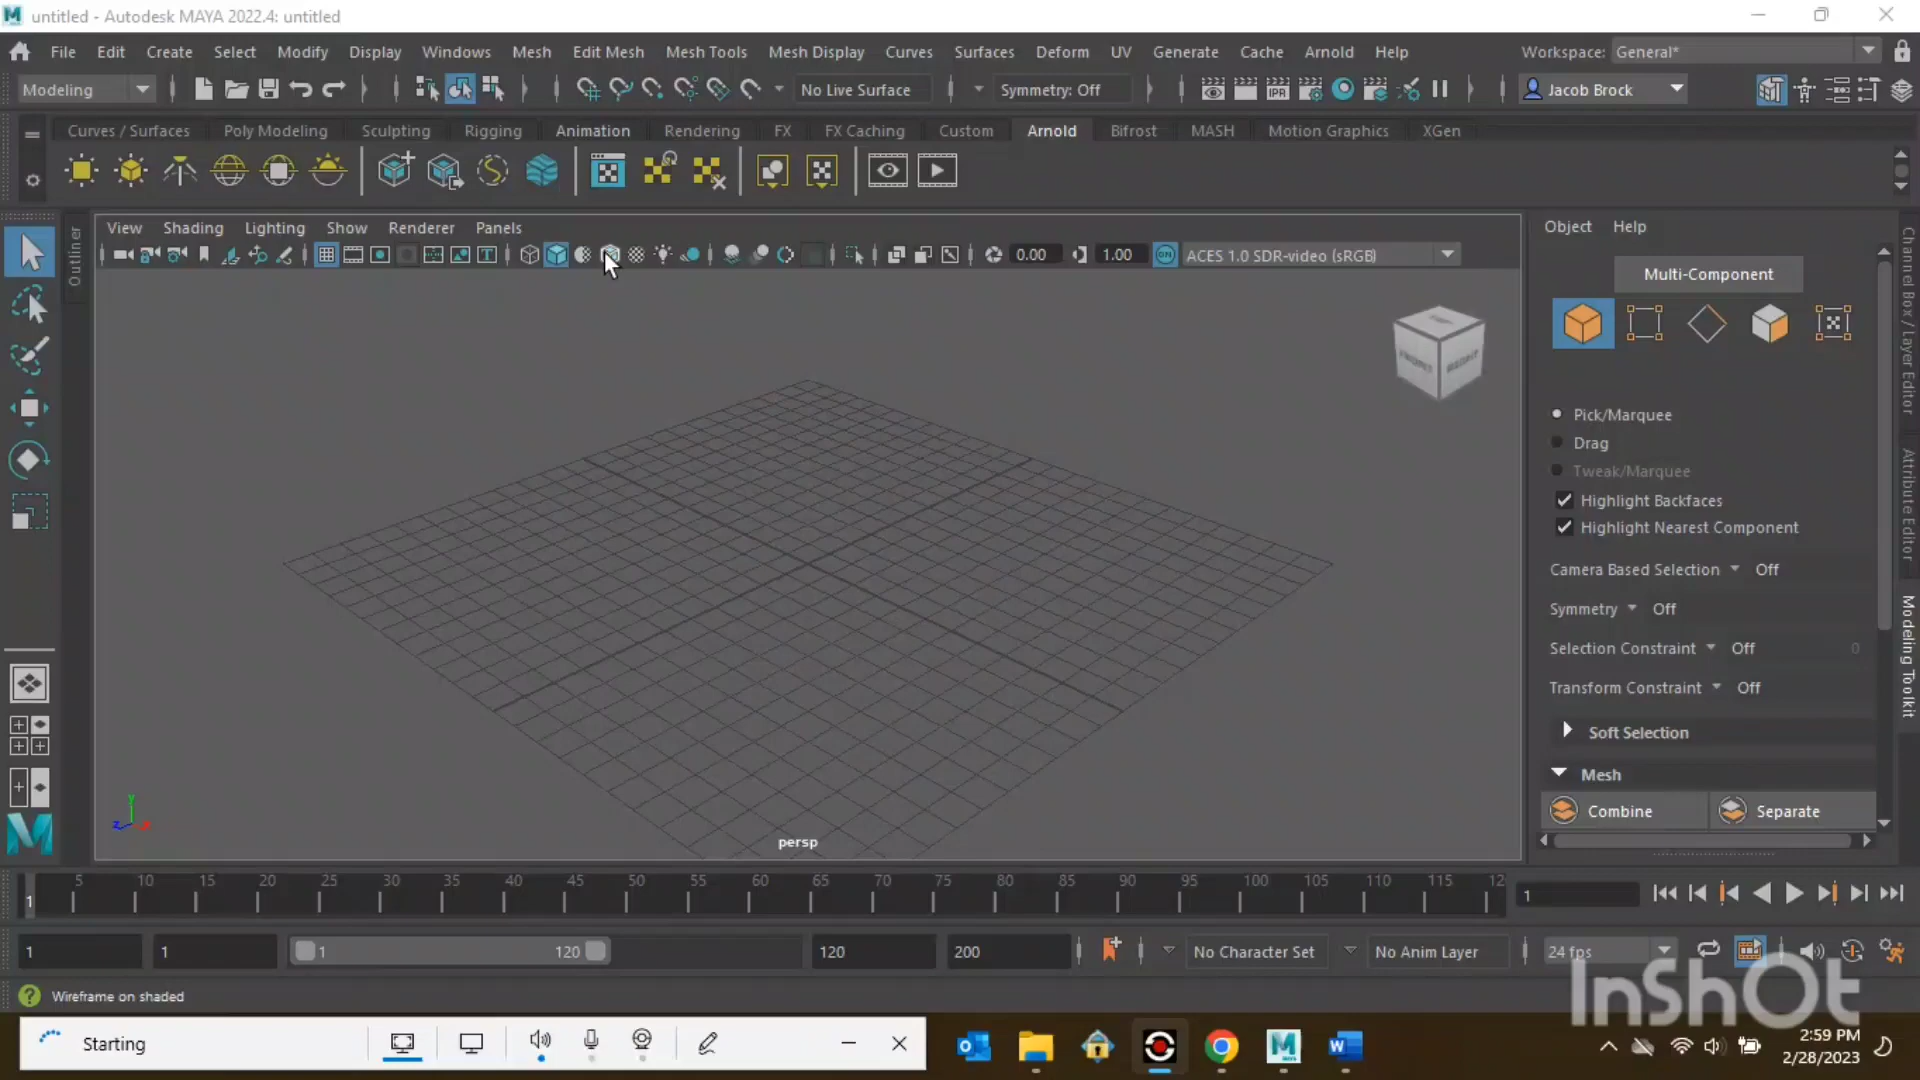 untitled - Autodesk MAYA 2022.4: untitled
File Edit Create Select Modify Display Windows Mesh Edit Mesh Mesh Tools Mesh Display Curves Surfaces Deform UV Generate Cache Arnold Help Workspace: General*
Modeling No Live Surface Symmetry: Off IPR Jacob Brock
Curves / Surfaces Poly Modeling Sculpting Rigging Animation Rendering FX FX Caching Custom Arnold Bifrost MASH Motion Graphics XGen
View Shading Lighting Show Renderer Panels
0.00 1.00 ON ACES 1.0 SDR-video (sRGB)
Outliner
FRONT RIGHT
persp
y
z x
Object Help
Multi-Component
Pick/Marquee
Drag
Tweak/Marquee
Highlight Backfaces
Highlight Nearest Component
Camera Based Selection Off
Symmetry Off
Selection Constraint Off 0
Transform Constraint Off
Soft Selection
Mesh
Combine Separate
Channel Box / Layer Editor
Attribute Editor
Modeling Toolkit
5 10 15 20 25 30 35 40 45 50 55 60 65 70 75 80 85 90 95 100 105 110 115 12
1 1
1 1 1 120 120 200 No Character Set No Anim Layer 24 fps
Wireframe on shaded
InShOt
Starting
2:59 PM
2/28/2023